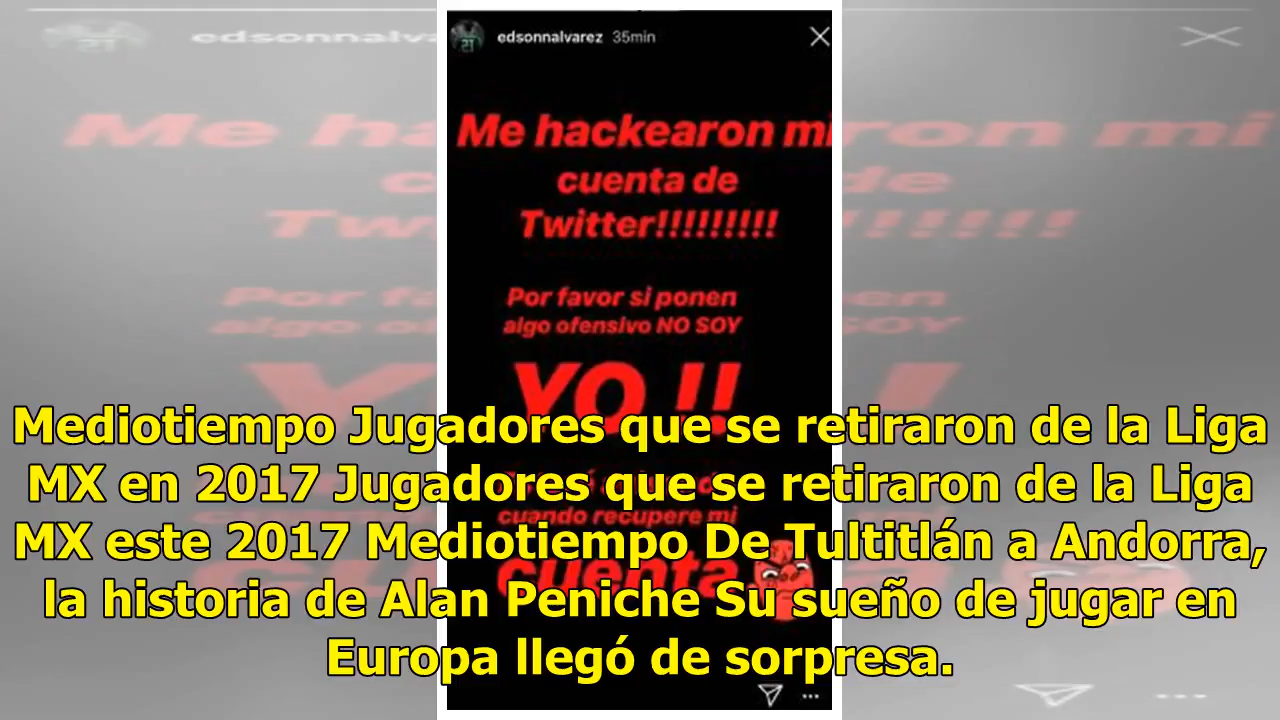 edsonnalvarez 35min
Me hackearon mi
cuenta de
Twitter!!!!!!!!!
Por favor si ponen
algo ofensivo NO SOY
YO !!
cuando recupere mi
cuenta
Mediotiempo Jugadores que se retiraron de la Liga
MX en 2017 Jugadores que se retiraron de la Liga
MX este 2017 Mediotiempo De Tultitlán a Andorra,
la historia de Alan Peniche Su sueño de jugar en
Europa llegó de sorpresa.